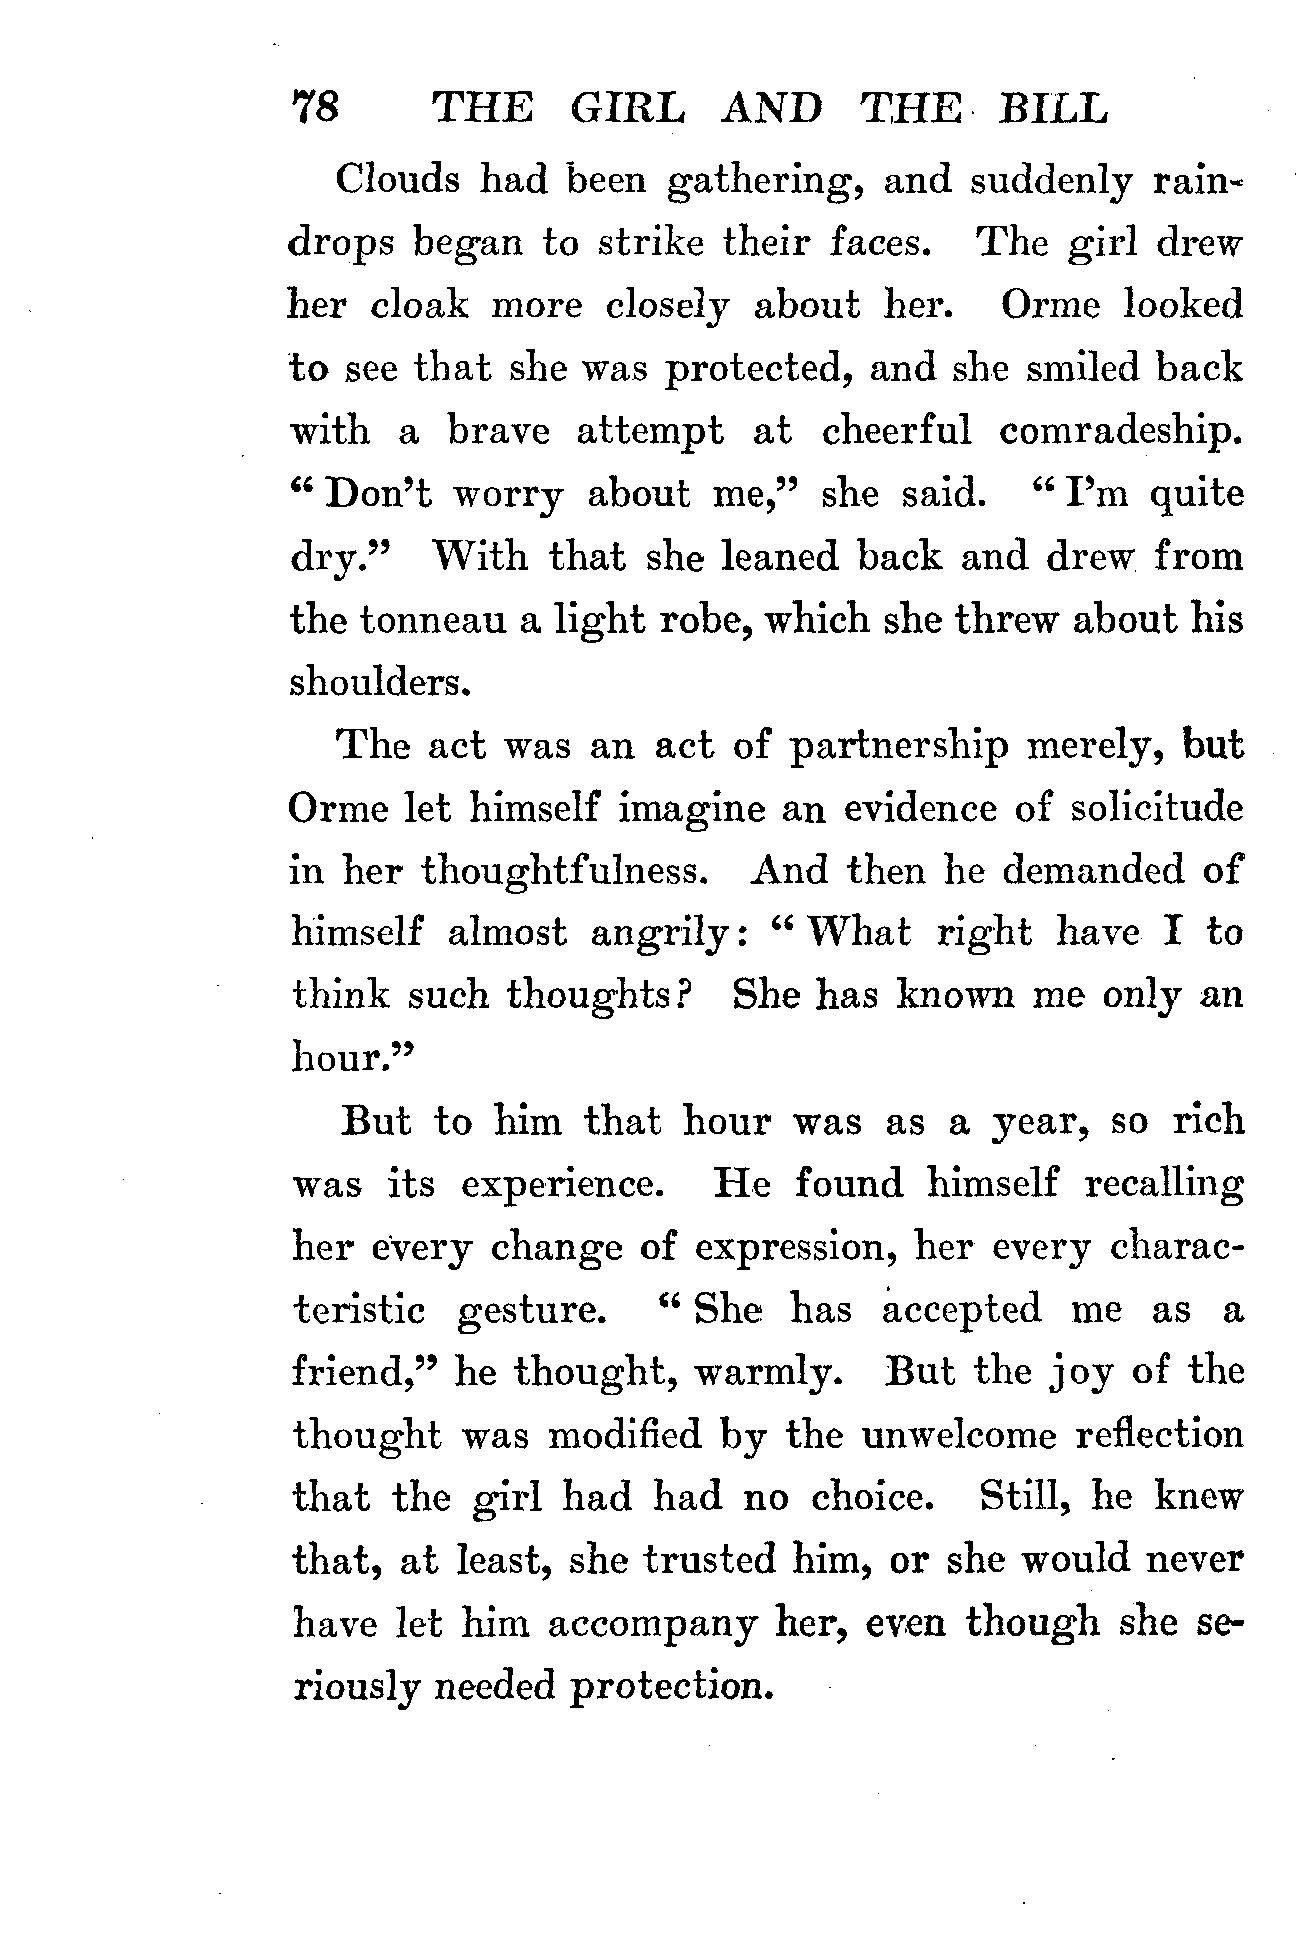 78 THE GIRL AND THE BILL
Clouds had been gathering, and suddenly rain-
drops began to strike their faces. The girl drew
her cloak more closely about her. Orme looked
to see that she was protected, and she smiled back
with a brave attempt at cheerful comradeship.
“Don’t worry about me,” she said. “I’m quite
dry.” With that she leaned back and drew from
the tonneau a light robe, which she threw about his
shoulders.
The act was an act of partnership merely, but
Orme let himself imagine an evidence of solicitude
in her thoughtfulness. And then he demanded of
himself almost angrily: “What right have I to
think such thoughts? She has known me only an
hour.”
But to him that hour was as a year, so rich
was its experience. He found himself recalling
her every change of expression, her every charac-
teristic gesture. “She has accepted me as a
friend,” he thought, warmly. But the joy of the
thought was modified by the unwelcome reflection
that the girl had had no choice. Still, he knew
that, at least, she trusted him, or she would never
have let him accompany her, even though she se-
riously needed protection.